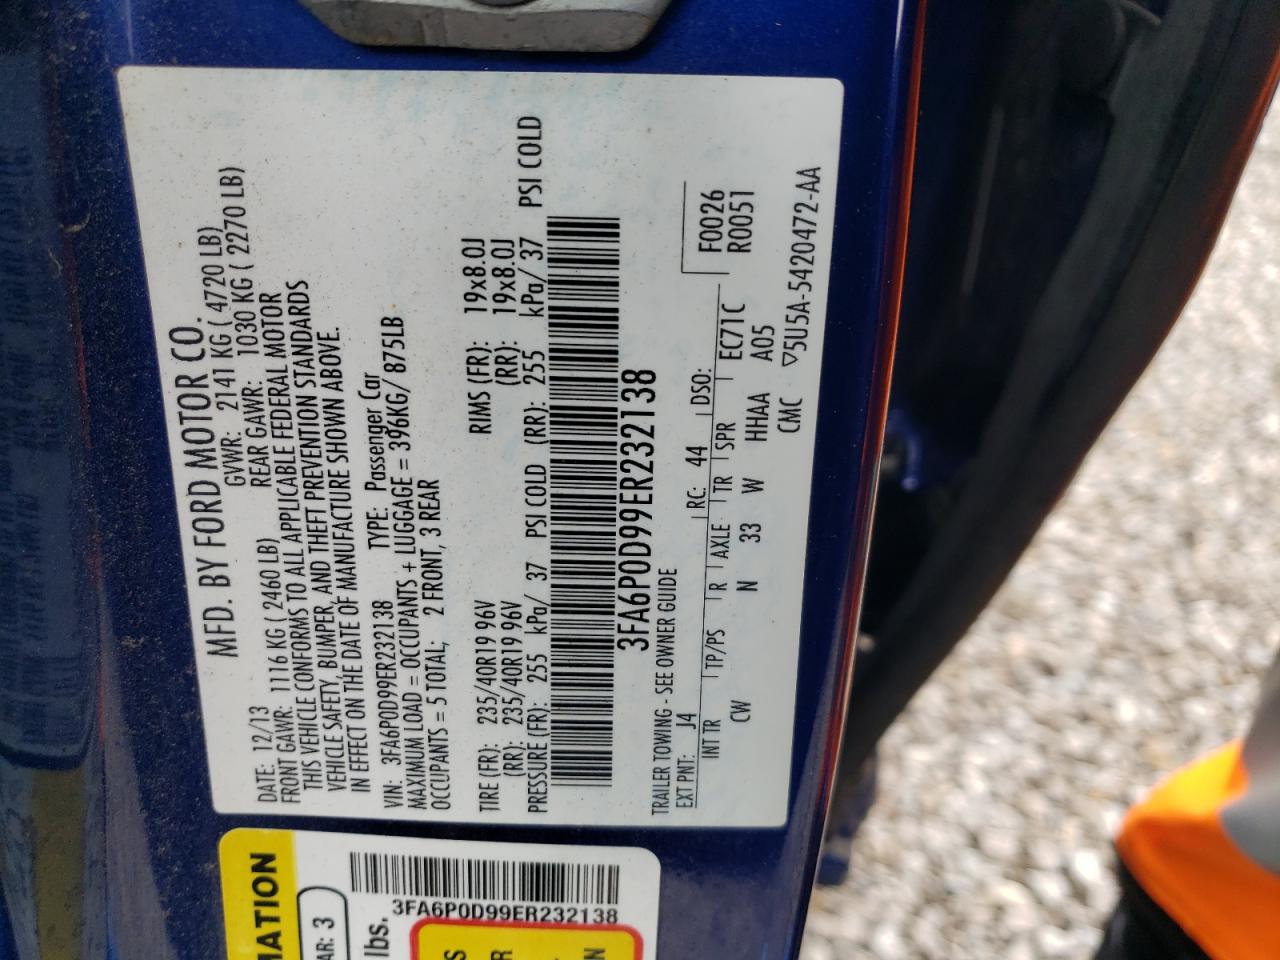 MFD. BY FORD MOTOR CO.
DATE: 12/13 GVWR: 2141 KG ( 4720 LB)
FRONT GAWR: 1116 KG ( 2460 LB) REAR GAWR: 1030 KG ( 2270 LB)
THIS VEHICLE CONFORMS TO ALL APPLICABLE FEDERAL MOTOR
VEHICLE SAFETY, BUMPER, AND THEFT PREVENTION STANDARDS
IN EFFECT ON THE DATE OF MANUFACTURE SHOWN ABOVE.
VIN: 3FA6P0D99ER232138 TYPE: Passenger Car
MAXIMUM LOAD = OCCUPANTS + LUGGAGE = 396KG/ 875LB
OCCUPANTS = 5 TOTAL; 2 FRONT, 3 REAR
TIRE (FR): 235/40R19 96V RIMS (FR): 19x8.0J
(RR): 235/40R19 96V (RR): 19x8.0J
PRESSURE (FR): 255 kPa/ 37 PSI COLD (RR): 255 kPa/ 37 PSI COLD
3FA6P0D99ER232138
TRAILER TOWING - SEE OWNER GUIDE
F0026
R0051
EXT PNT: J4 RC: 44 DSO:
INT TR TP/PS R AXLE TR SPR EC71C
CW N 33 W HHAA A05
CMC ▽5U5A-5420472-AA
MATION
AR: 3
3FA6P0D99ER232138
lbs.
S
R
N